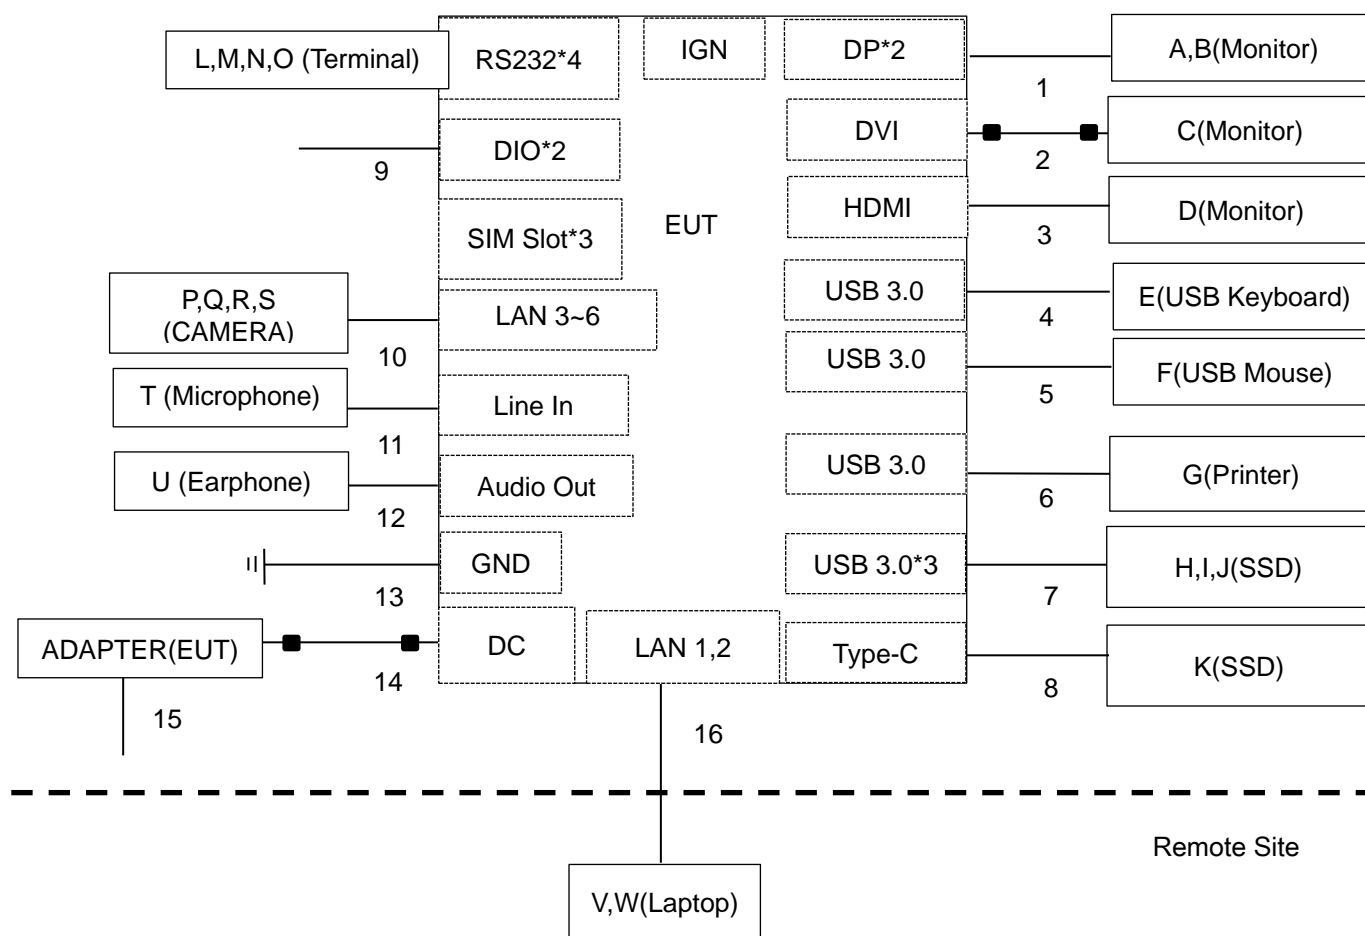 L,M,N,O (Terminal)
RS232*4
IGN
DP*2
A,B(Monitor)
1
DVI
C(Monitor)
2
9
DIO*2
HDMI
D(Monitor)
3
SIM Slot*3
EUT
USB 3.0
E(USB Keyboard)
4
P,Q,R,S
(CAMERA)
LAN 3~6
10
USB 3.0
F(USB Mouse)
5
T (Microphone)
Line In
11
USB 3.0
G(Printer)
6
U (Earphone)
Audio Out
12
GND
13
USB 3.0*3
H,I,J(SSD)
7
ADAPTER(EUT)
DC
14
LAN 1,2
Type-C
K(SSD)
8
15
16
Remote Site
V,W(Laptop)